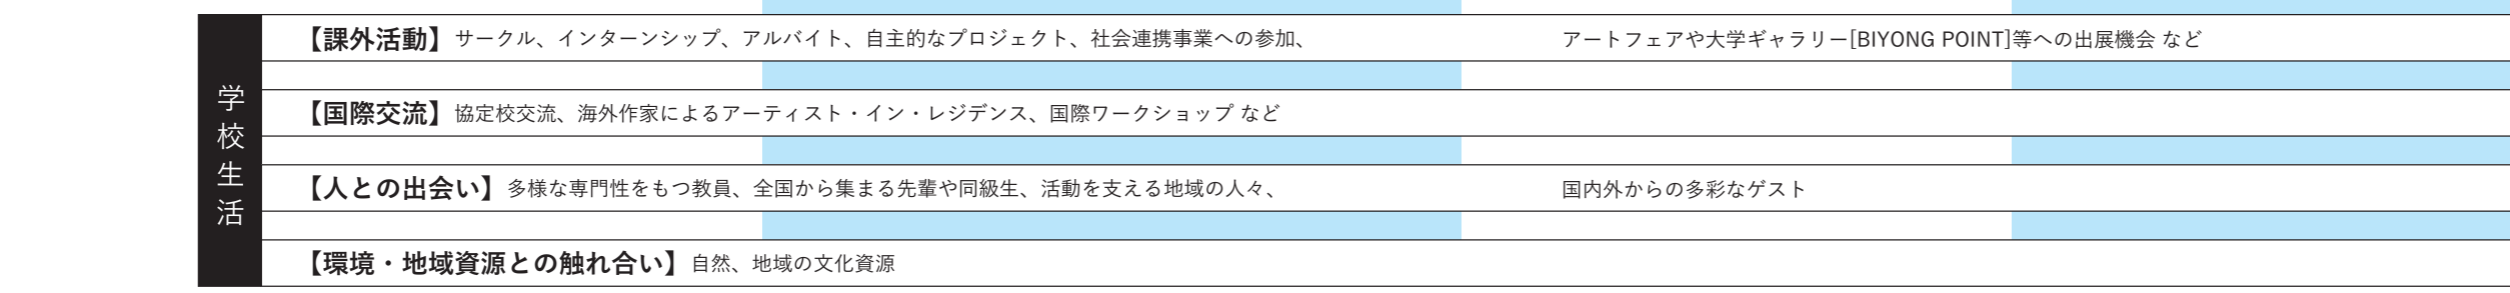 学校生活
【課外活動】サークル、インターンシップ、アルバイト、自主的なプロジェクト、社会連携事業への参加、 アートフェアや大学ギャラリー[BIYONG POINT]等への出展機会 など
【国際交流】協定校交流、海外作家によるアーティスト・イン・レジデンス、国際ワークショップ など
【人との出会い】多様な専門性をもつ教員、全国から集まる先輩や同級生、活動を支える地域の人々、 国内外からの多彩なゲスト
【環境・地域資源との触れ合い】自然、地域の文化資源